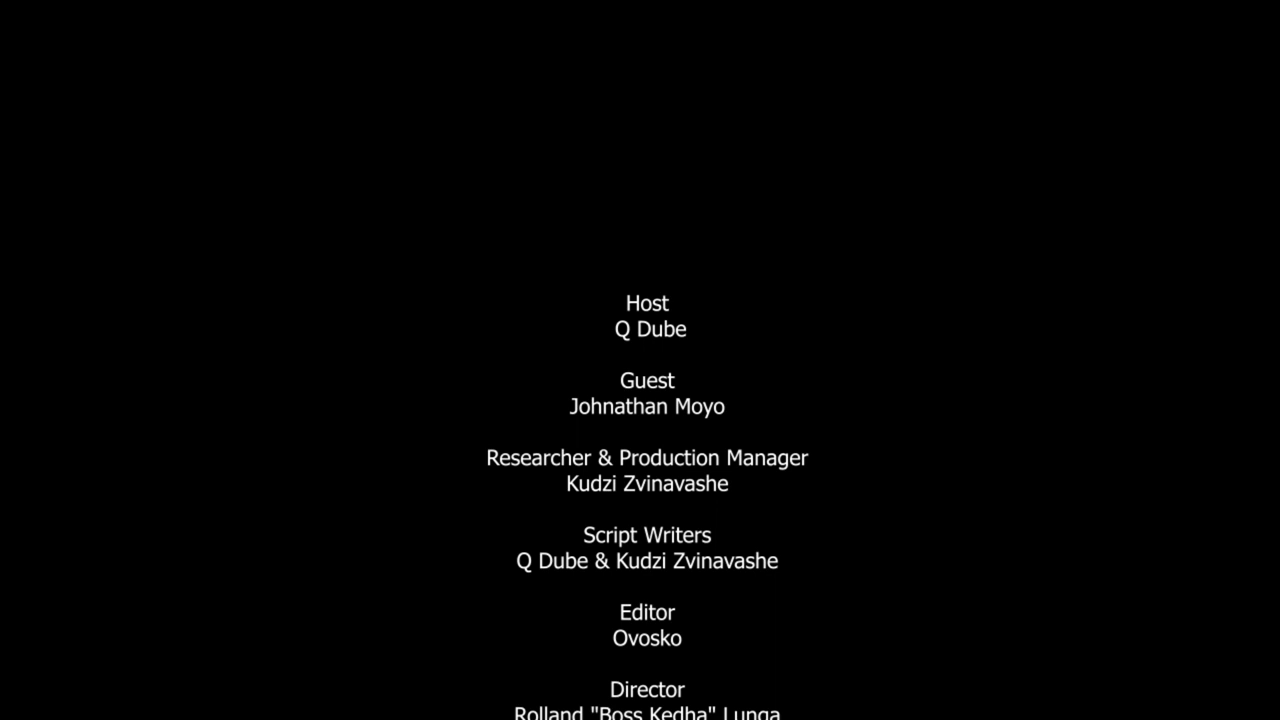 Host
Q Dube
Guest
Johnathan Moyo
Researcher & Production Manager
Kudzi Zvinavashe
Script Writers
Q Dube & Kudzi Zvinavashe
Editor
Ovosko
Director
Rolland "Boss Kedha" Lunga